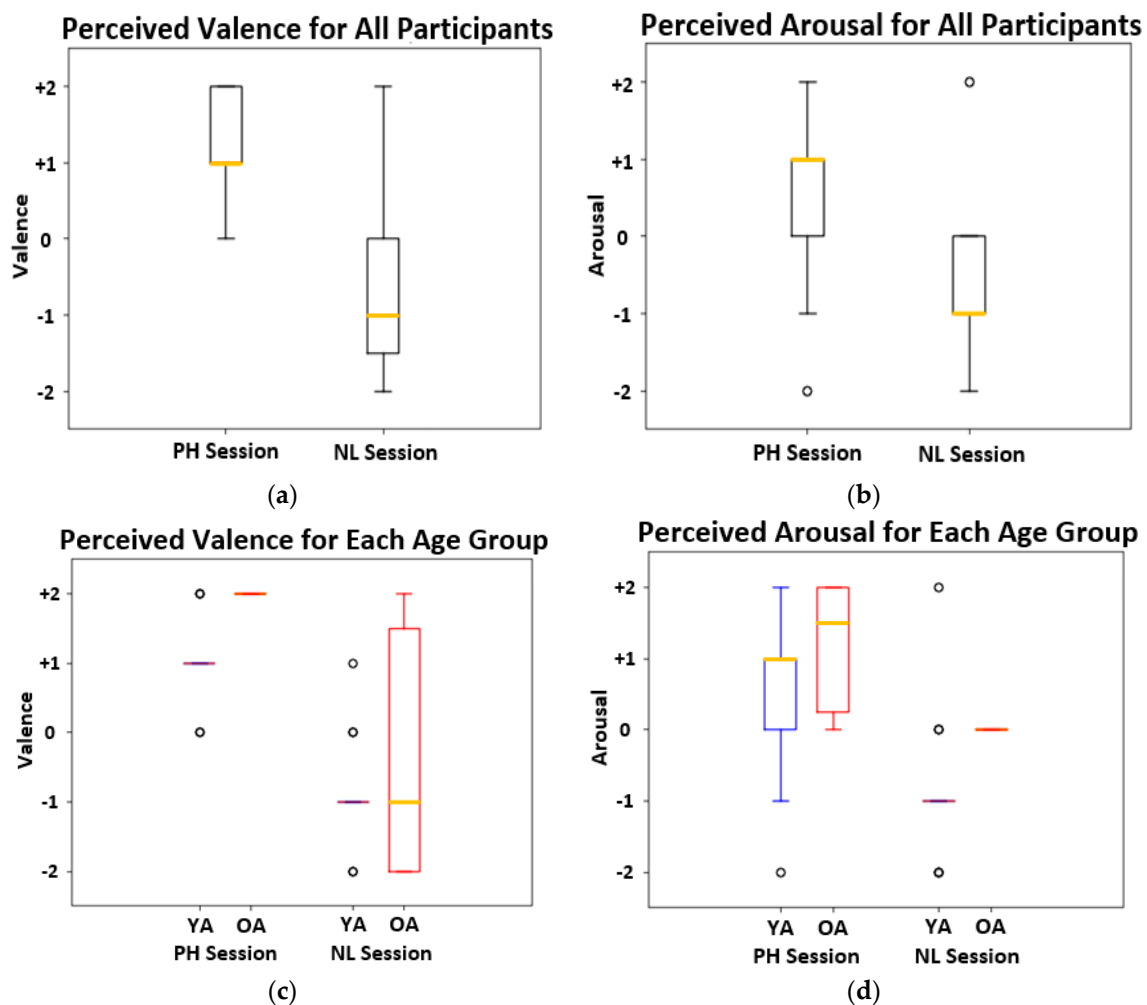 Perceived Valence for All Participants
+2
+1
0
-1
-2
Valence
PH Session NL Session
(a)
Perceived Arousal for All Participants
+2
+1
0
-1
-2
Arousal
PH Session NL Session
(b)
Perceived Valence for Each Age Group
+2
+1
0
-1
-2
Valence
YA OA YA OA
PH Session NL Session
(c)
Perceived Arousal for Each Age Group
+2
+1
0
-1
-2
Arousal
YA OA YA OA
PH Session NL Session
(d)